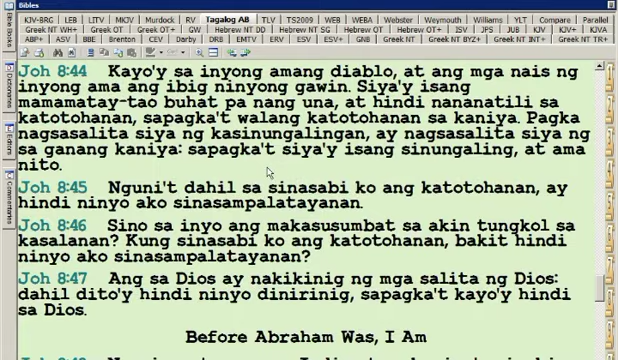 Bibles
KJV-BRG LEB LITV MKJV Murdock RV Tagalog AB TLV TS2009 WEB WEBA Webster Weymouth Williams YLT Compare Parallel
Greek NT WH+ Greek OT Greek OT+ GW Hebrew NT DD Hebrew NT SG Hebrew OT Hebrew OT+ ISV JPS JUB KJV KJV+ KJVA
ABP+ ASV BBE Brenton CEV Darby DRB EMTV ERV ESV ESV+ GNB Greek NT Greek NT BYZ+ Greek NT INT+ Greek NT TR+
Bible Books
Dictionaries
Editors
Commentaries
Joh 8:44 Kayo'y sa inyong amang diablo, at ang mga nais ng
inyong ama ang ibig ninyong gawin. Siya'y isang
mamamatay-tao buhat pa nang una, at hindi nananatili sa
katotohanan, sapagka't walang katotohanan sa kaniya. Pagka
nagsasalita siya ng kasinungalingan, ay nagsasalita siya ng
sa ganang kaniya: sapagka't siya'y isang sinungaling, at ama
nito.
Joh 8:45 Nguni't dahil sa sinasabi ko ang katotohanan, ay
hindi ninyo ako sinasampalatayanan.
Joh 8:46 Sino sa inyo ang makasusumbat sa akin tungkol sa
kasalanan? Kung sinasabi ko ang katotohanan, bakit hindi
ninyo ako sinasampalatayanan?
Joh 8:47 Ang sa Dios ay nakikinig ng mga salita ng Dios:
dahil dito'y hindi ninyo dinirinig, sapagka't kayo'y hindi
sa Dios.
Before Abraham Was, I Am